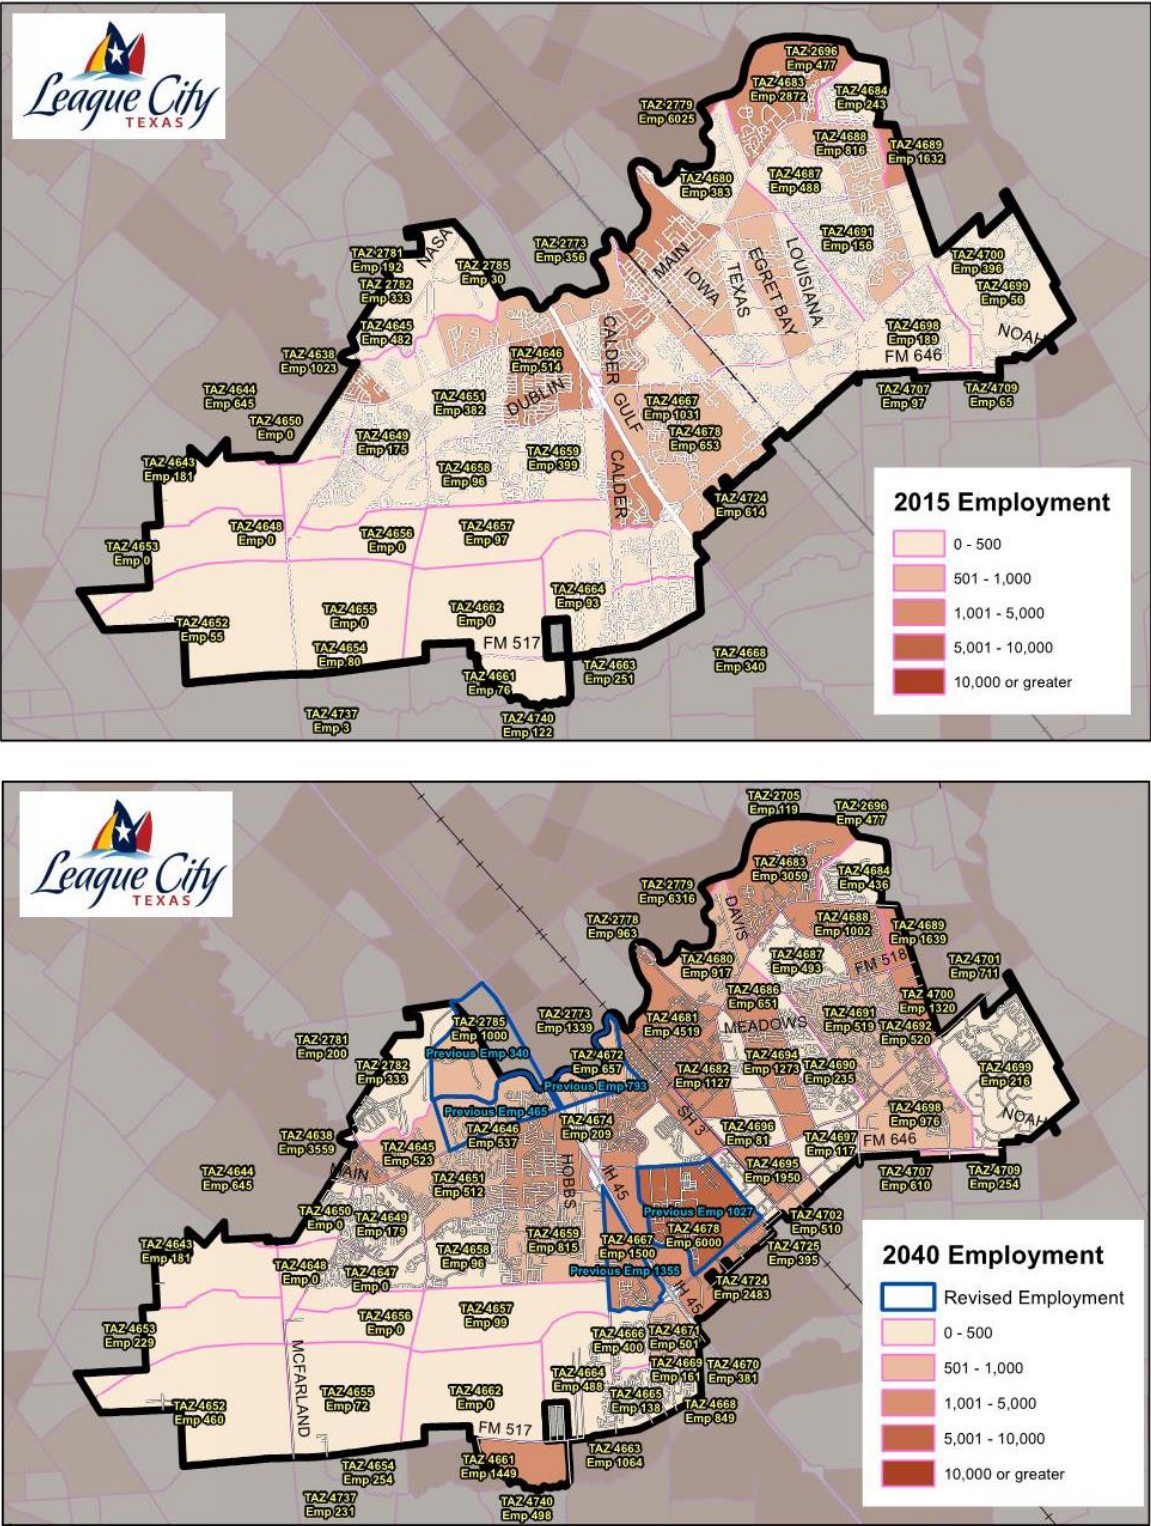 League City
TEXAS
TAZ 2696
Emp 477
TAZ 4683
Emp 2872
TAZ 4684
Emp 243
TAZ 2779
Emp 6025
TAZ 4688
Emp 816
TAZ 4689
Emp 1632
TAZ 4680
Emp 383
TAZ 4687
Emp 488
TAZ 4691
Emp 156
TAZ 2781
Emp 192
NASA
TAZ 2773
Emp 356
TAZ 2785
Emp 30
TAZ 2782
Emp 333
MAIN
IOWA
TEXAS
EGRET BAY
LOUISIANA
TAZ 4700
Emp 396
TAZ 4699
Emp 56
TAZ 4645
Emp 482
TAZ 4698
Emp 189
NOAH
FM 646
TAZ 4638
Emp 1023
TAZ 4646
Emp 514
CALDER
TAZ 4644
Emp 645
TAZ 4651
Emp 382
DUBLIN
GULF
TAZ 4667
Emp 1031
TAZ 4707
Emp 97
TAZ 4709
Emp 65
TAZ 4650
Emp 0
TAZ 4649
Emp 175
TAZ 4678
Emp 653
TAZ 4643
Emp 181
TAZ 4658
Emp 96
TAZ 4659
Emp 399
CALDER
TAZ 4724
Emp 614
TAZ 4648
Emp 0
TAZ 4656
Emp 0
TAZ 4657
Emp 97
TAZ 4653
Emp 0
TAZ 4664
Emp 93
TAZ 4652
Emp 55
TAZ 4655
Emp 0
TAZ 4662
Emp 0
FM 517
TAZ 4654
Emp 80
TAZ 4661
Emp 76
TAZ 4663
Emp 251
TAZ 4668
Emp 340
TAZ 4737
Emp 3
TAZ 4740
Emp 122
2015 Employment
0 - 500
501 - 1,000
1,001 - 5,000
5,001 - 10,000
10,000 or greater
League City
TEXAS
TAZ 2705
Emp 119
TAZ 2696
Emp 477
TAZ 4683
Emp 3059
TAZ 4684
Emp 436
TAZ 2779
Emp 6316
DAVIS
TAZ 2778
Emp 963
TAZ 4688
Emp 1002
TAZ 4689
Emp 1639
TAZ 4680
Emp 917
TAZ 4687
Emp 493
FM 518
TAZ 4701
Emp 711
TAZ 4686
Emp 651
TAZ 4700
Emp 1320
TAZ 2785
Emp 1000
TAZ 2773
Emp 1339
TAZ 4681
Emp 4519
MEADOWS
TAZ 4691
Emp 519
TAZ 4692
Emp 520
TAZ 2781
Emp 200
Previous Emp 340
TAZ 2782
Emp 333
TAZ 4672
Emp 657
TAZ 4682
Emp 1127
TAZ 4694
Emp 1273
TAZ 4690
Emp 235
TAZ 4699
Emp 216
Previous Emp 793
Previous Emp 465
TAZ 4646
Emp 537
TAZ 4674
Emp 209
SH 3
TAZ 4696
Emp 81
TAZ 4698
Emp 976
NOAH
TAZ 4638
Emp 3559
TAZ 4645
Emp 523
TAZ 4697
Emp 117
FM 646
TAZ 4644
Emp 645
MAIN
TAZ 4651
Emp 512
HOBBS
IH 45
TAZ 4695
Emp 1950
TAZ 4707
Emp 610
TAZ 4709
Emp 254
TAZ 4650
Emp 0
TAZ 4649
Emp 179
Previous Emp 1027
TAZ 4678
Emp 6000
TAZ 4702
Emp 510
TAZ 4643
Emp 181
TAZ 4658
Emp 96
TAZ 4659
Emp 815
TAZ 4667
Emp 1500
TAZ 4725
Emp 395
TAZ 4648
Emp 0
TAZ 4647
Emp 0
Previous Emp 1355
IH 45
TAZ 4724
Emp 2483
TAZ 4656
Emp 0
TAZ 4657
Emp 99
TAZ 4653
Emp 229
TAZ 4666
Emp 400
TAZ 4671
Emp 501
MCFARLAND
TAZ 4664
Emp 488
TAZ 4669
Emp 161
TAZ 4670
Emp 381
TAZ 4652
Emp 460
TAZ 4655
Emp 72
TAZ 4662
Emp 0
TAZ 4665
Emp 138
TAZ 4668
Emp 849
FM 517
TAZ 4654
Emp 254
TAZ 4661
Emp 1449
TAZ 4663
Emp 1064
TAZ 4737
Emp 231
TAZ 4740
Emp 498
2040 Employment
Revised Employment
0 - 500
501 - 1,000
1,001 - 5,000
5,001 - 10,000
10,000 or greater